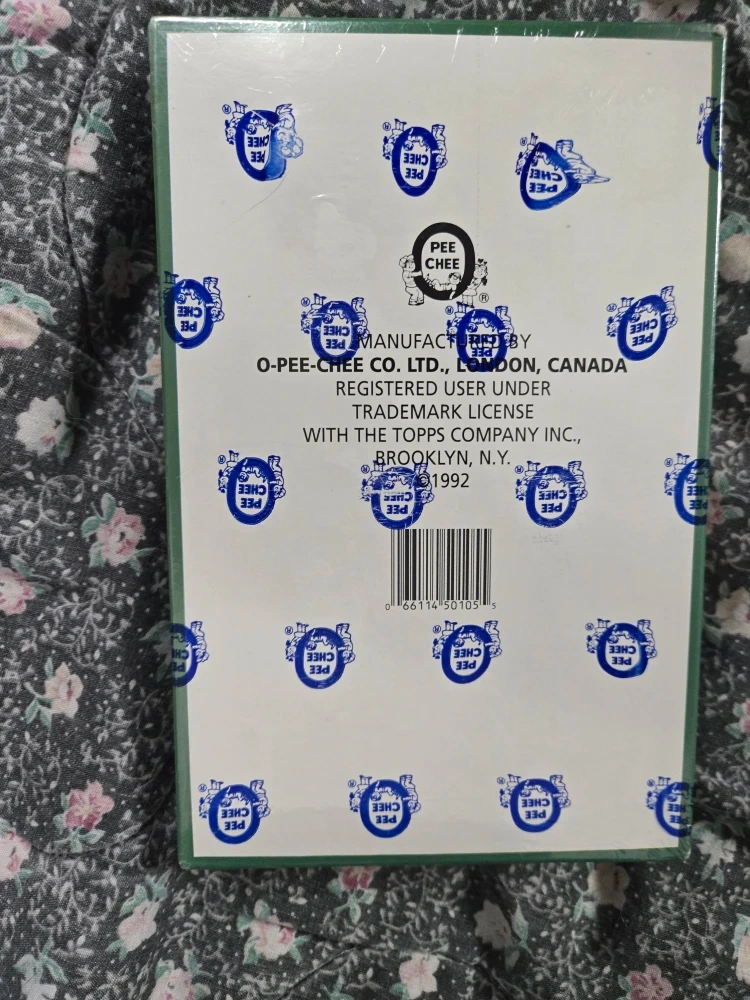 PEE
CHEE
®
MANUFACTURED BY
O-PEE-CHEE CO. LTD., LONDON, CANADA
REGISTERED USER UNDER
TRADEMARK LICENSE
WITH THE TOPPS COMPANY INC.,
BROOKLYN, N.Y.
©1992
0 66114 50105 5